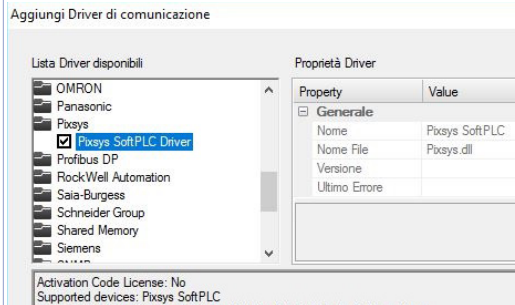 Aggiungi Driver di comunicazione
Lista Driver disponibili
Proprietà Driver
OMRON
Panasonic
Pixsys
Pixsys SoftPLC Driver
Profibus DP
RockWell Automation
Saia-Burgess
Schneider Group
Shared Memory
Siemens
Property Value
Generale
Nome Pixsys SoftPLC
Nome File Pixsys.dll
Versione
Ultimo Errore
Activation Code License: No
Supported devices: Pixsys SoftPLC